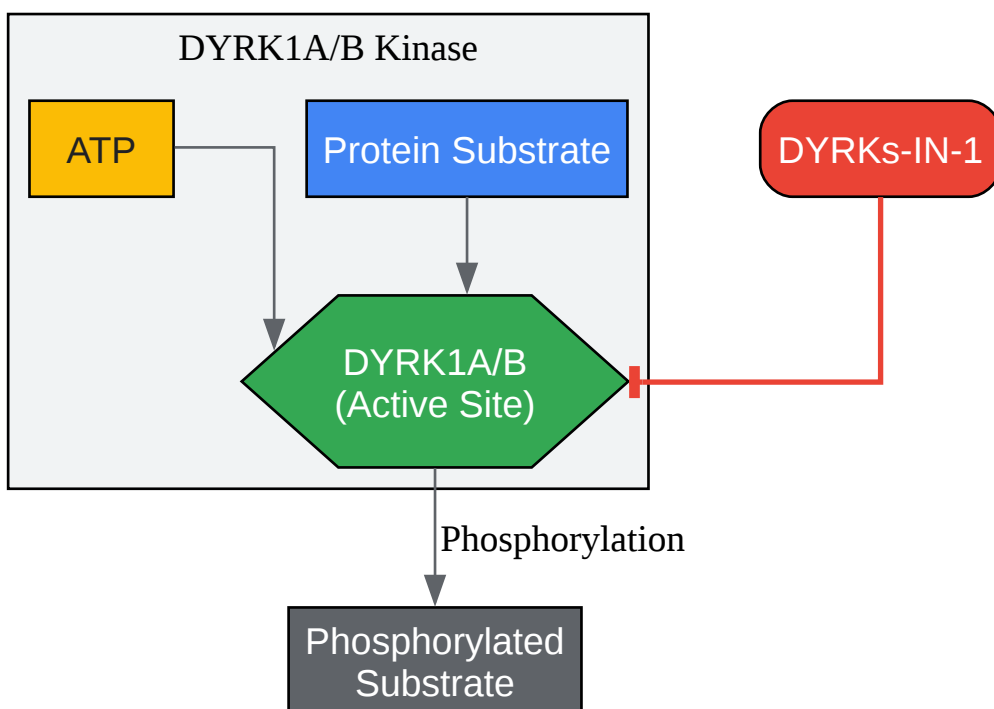 DYRK1A/B Kinase
ATP
Protein Substrate
DYRKs-IN-1
DYRK1A/B
(Active Site)
Phosphorylation
Phosphorylated
Substrate